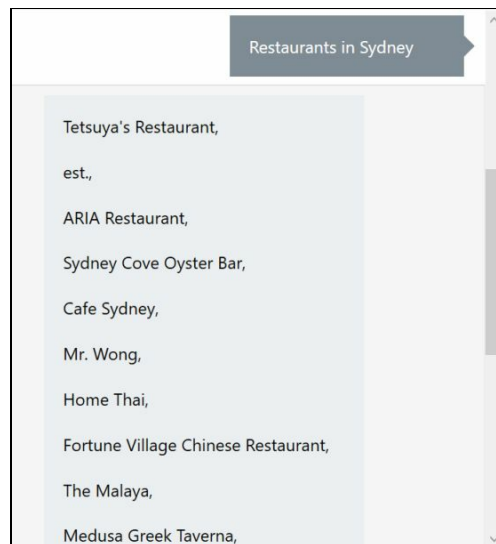 Restaurants in Sydney
Tetsuya's Restaurant,
est.,
ARIA Restaurant,
Sydney Cove Oyster Bar,
Cafe Sydney,
Mr. Wong,
Home Thai,
Fortune Village Chinese Restaurant,
The Malaya,
Medusa Greek Taverna,